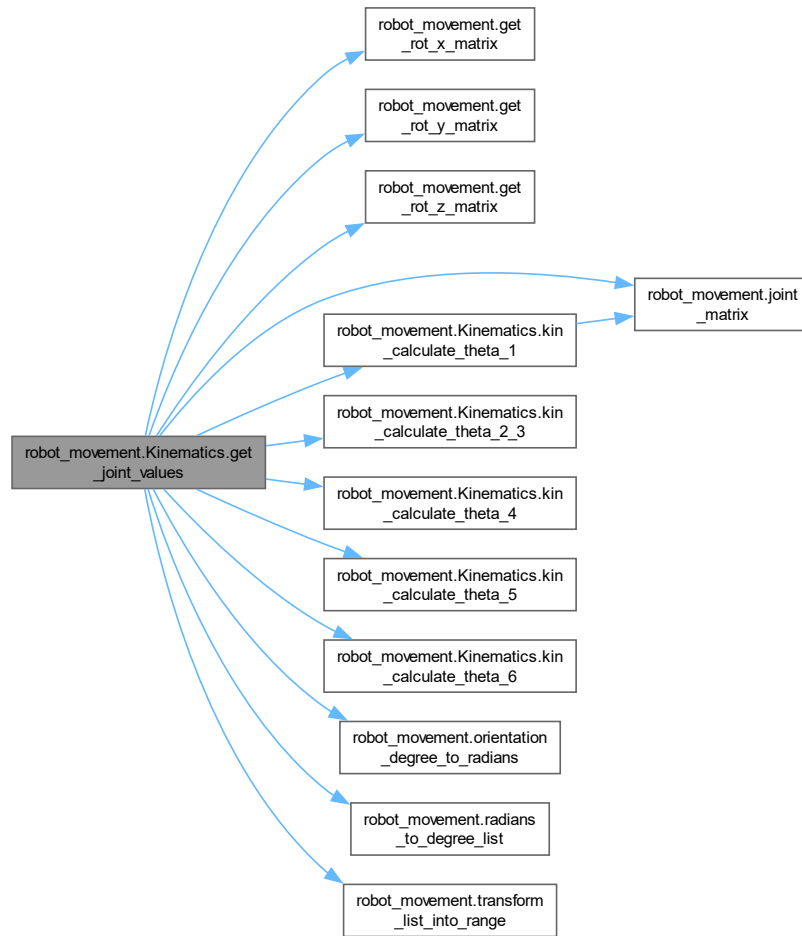 robot_movement.get
_rot_x_matrix
robot_movement.get
_rot_y_matrix
robot_movement.get
_rot_z_matrix
robot_movement.joint
_matrix
robot_movement.Kinematics.kin
_calculate_theta_1
robot_movement.Kinematics.kin
_calculate_theta_2_3
robot_movement.Kinematics.get
_joint_values
robot_movement.Kinematics.kin
_calculate_theta_4
robot_movement.Kinematics.kin
_calculate_theta_5
robot_movement.Kinematics.kin
_calculate_theta_6
robot_movement.orientation
_degree_to_radians
robot_movement.radians
_to_degree_list
robot_movement.transform
_list_into_range